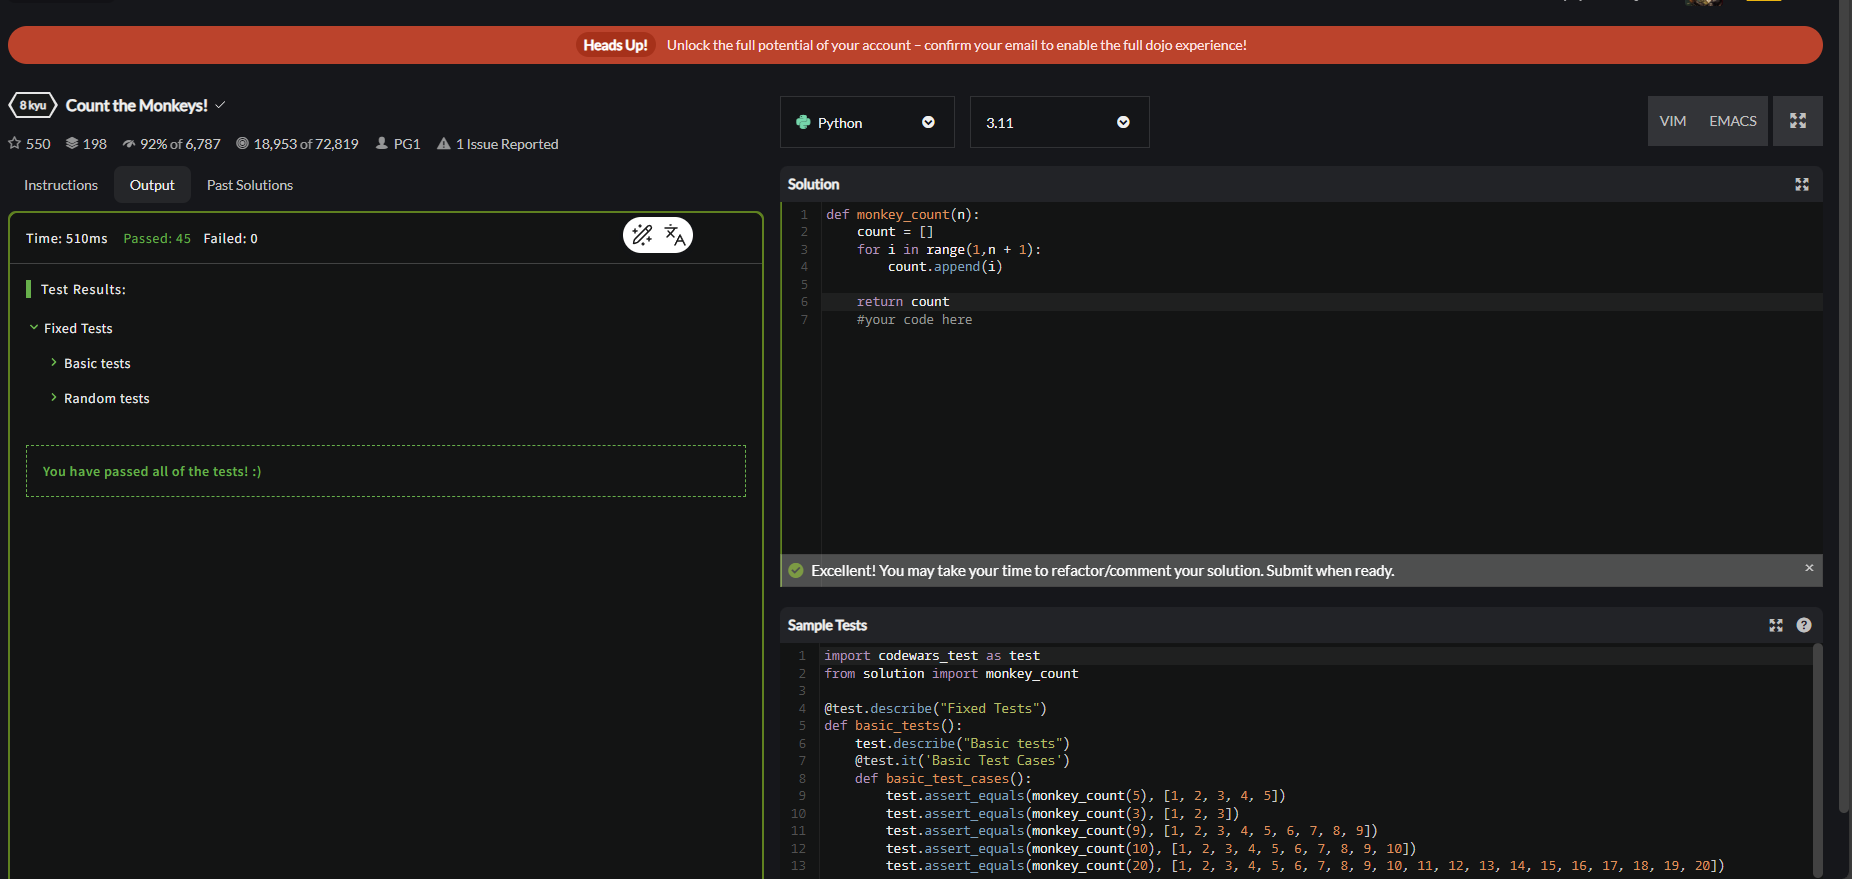 Heads Up! Unlock the full potential of your account – confirm your email to enable the full dojo experience!
8 kyu Count the Monkeys!
550 198 92% of 6,787 18,953 of 72,819 PG1 1 Issue Reported
Instructions Output Past Solutions
Time: 510ms Passed: 45 Failed: 0
Test Results:
Fixed Tests
Basic tests
Random tests
You have passed all of the tests! :)
Python 3.11 VIM EMACS
Solution
1 def monkey_count(n):
2     count = []
3     for i in range(1,n + 1):
4         count.append(i)
5
6     return count
7     #your code here
Excellent! You may take your time to refactor/comment your solution. Submit when ready. ×
Sample Tests ?
1 import codewars_test as test
2 from solution import monkey_count
3
4 @test.describe("Fixed Tests")
5 def basic_tests():
6     test.describe("Basic tests")
7     @test.it('Basic Test Cases')
8     def basic_test_cases():
9         test.assert_equals(monkey_count(5), [1, 2, 3, 4, 5])
10         test.assert_equals(monkey_count(3), [1, 2, 3])
11         test.assert_equals(monkey_count(9), [1, 2, 3, 4, 5, 6, 7, 8, 9])
12         test.assert_equals(monkey_count(10), [1, 2, 3, 4, 5, 6, 7, 8, 9, 10])
13         test.assert_equals(monkey_count(20), [1, 2, 3, 4, 5, 6, 7, 8, 9, 10, 11, 12, 13, 14, 15, 16, 17, 18, 19, 20])